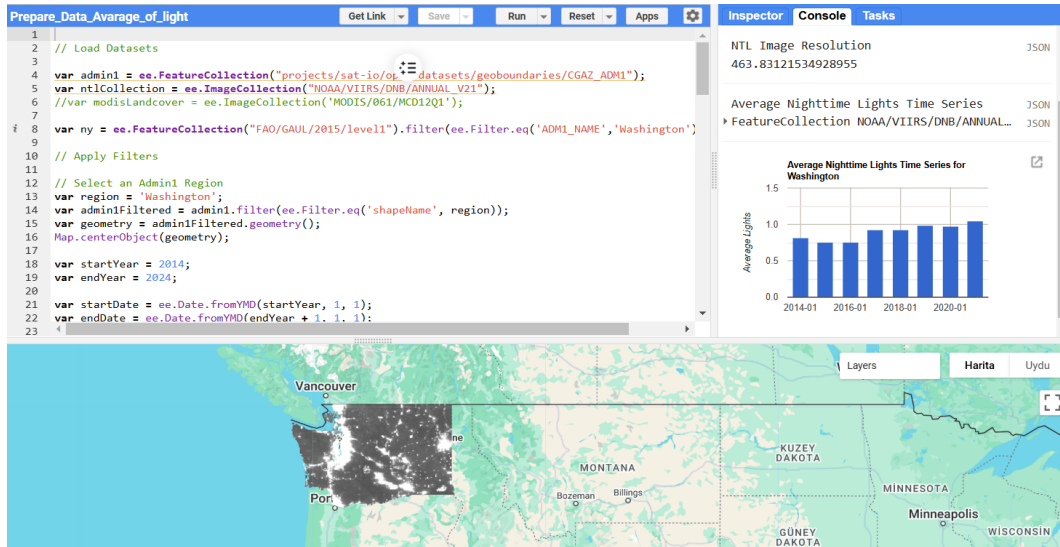 Prepare_Data_Avarage_of_light
Get Link
Save
Run
Reset
Apps
1
2 // Load Datasets
3
4 var admin1 = ee.FeatureCollection("projects/sat-io/op datasets/geoboundaries/CGAZ_ADM1");
5 var ntlCollection = ee.ImageCollection("NOAA/VIIRS/DNB/ANNUAL_V21");
6 //var modisLandcover = ee.ImageCollection('MODIS/061/MCD12Q1');
7
i 8 var ny = ee.FeatureCollection("FAO/GAUL/2015/level1").filter(ee.Filter.eq('ADM1_NAME','Washington')
9
10 // Apply Filters
11
12 // Select an Admin1 Region
13 var region = 'Washington';
14 var admin1Filtered = admin1.filter(ee.Filter.eq('shapeName', region));
15 var geometry = admin1Filtered.geometry();
16 Map.centerObject(geometry);
17
18 var startYear = 2014;
19 var endYear = 2024;
20
21 var startDate = ee.Date.fromYMD(startYear, 1, 1);
22 var endDate = ee.Date.fromYMD(endYear + 1, 1, 1);
23
Inspector
Console
Tasks
NTL Image Resolution JSON
463.83121534928955
Average Nighttime Lights Time Series JSON
FeatureCollection NOAA/VIIRS/DNB/ANNUAL… JSON
Average Nighttime Lights Time Series for
Washington
1.5
1.0
0.5
0.0
Average Lights
2014-01
2016-01
2018-01
2020-01
Layers
Harita
Uydu
Vancouver
ne
Por
MONTANA
Bozeman
Billings
KUZEY
DAKOTA
MİNNESOTA
Minneapolis
GÜNEY
DAKOTA
WİSCONSİN